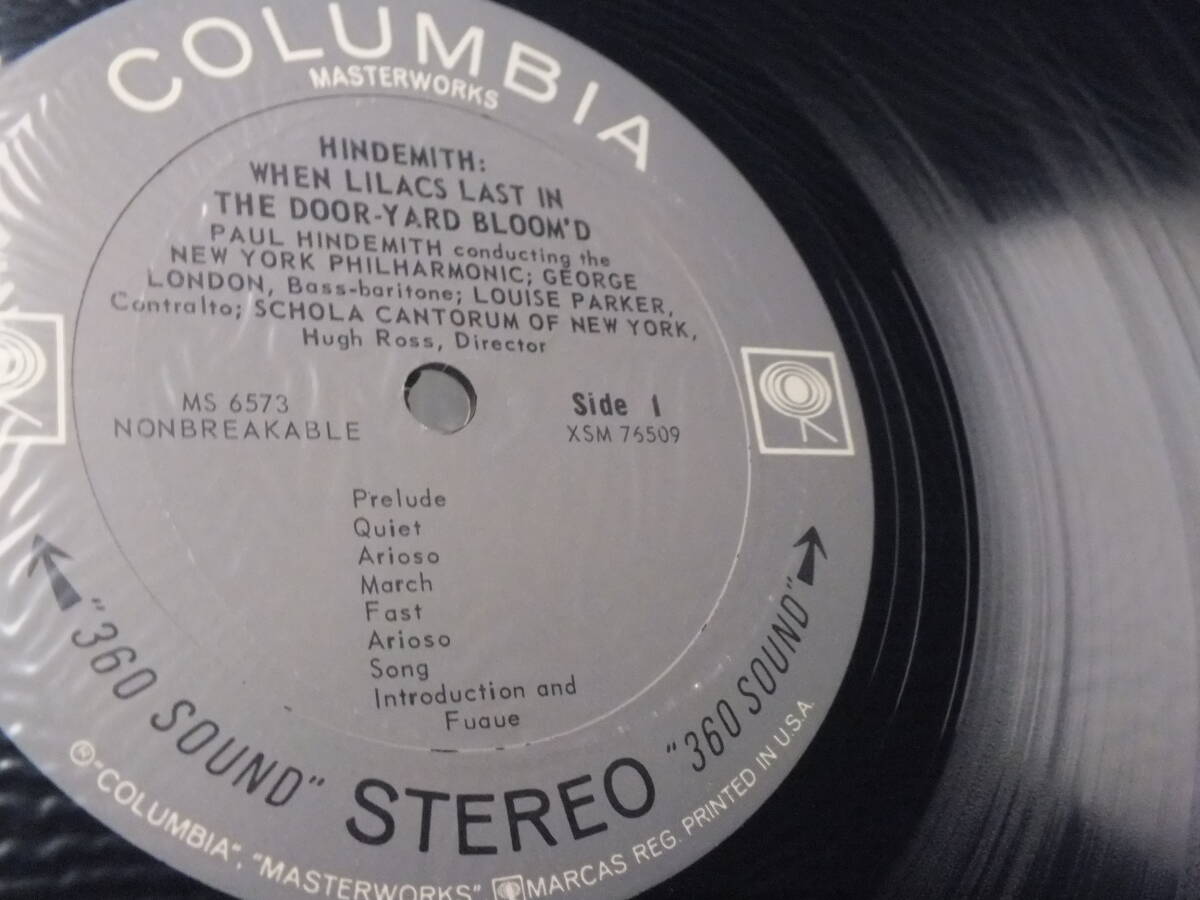 COLUMBIA
MASTERWORKS
HINDEMITH:
WHEN LILACS LAST IN
THE DOOR-YARD BLOOM'D
PAUL HINDEMITH conducting the
NEW YORK PHILHARMONIC; GEORGE
LONDON, Bass-baritone; LOUISE PARKER,
Contralto; SCHOLA CANTORUM OF NEW YORK,
Hugh Ross, Director
MS 6573
NONBREAKABLE
Side 1
XSM 76509
Prelude
Quiet
Arioso
March
Fast
Arioso
Song
Introduction and
Fuaue
"360 SOUND" STEREO "360 SOUND"
"COLUMBIA", "MASTERWORKS" MARCAS REG. PRINTED IN U.S.A.